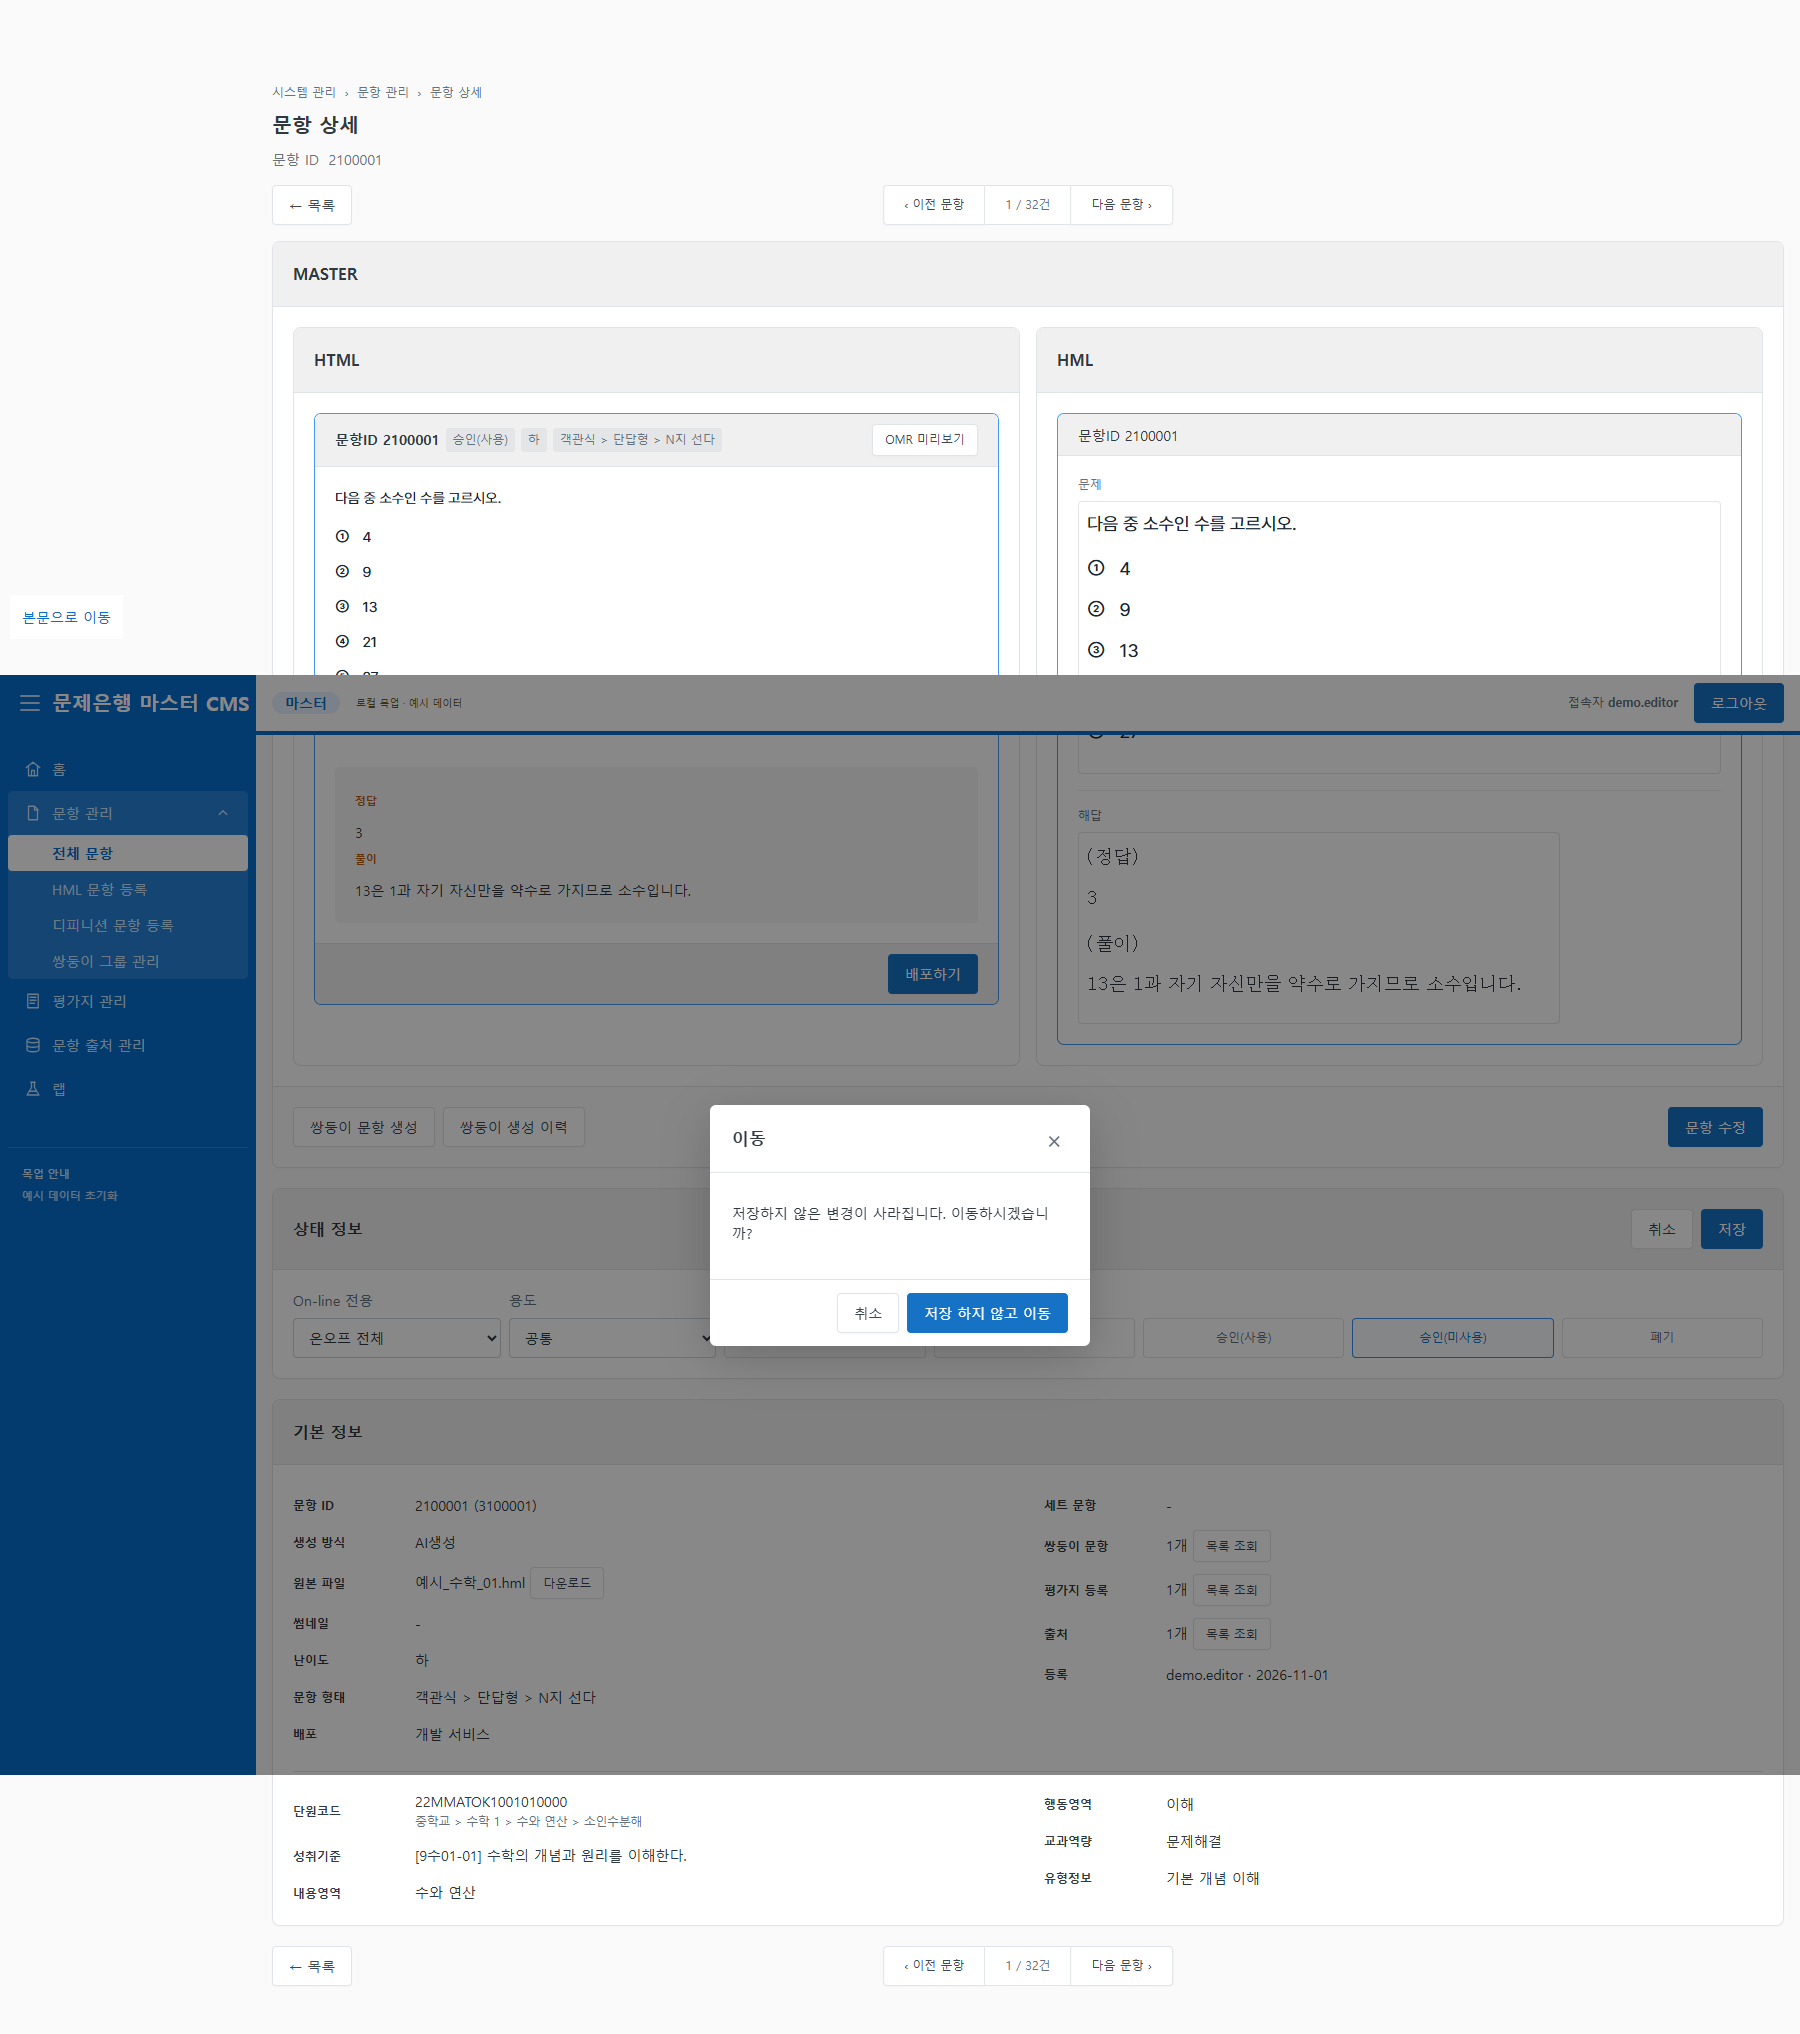 시스템 관리 › 문항 관리 › 문항 상세
문항 상세
문항 ID 2100001
← 목록
‹ 이전 문항
1 / 32건
다음 문항 ›
MASTER
HTML
문항ID 2100001 승인(사용) 하 객관식 > 단답형 > N지 선다
OMR 미리보기
다음 중 소수인 수를 고르시오.
① 4
② 9
③ 13
④ 21
HML
문항ID 2100001
문제
다음 중 소수인 수를 고르시오.
① 4
② 9
③ 13
본문으로 이동
문제은행 마스터 CMS
마스터
로컬 목업 · 예시 데이터
접속자 demo.editor
로그아웃
홈
문항 관리
전체 문항
HML 문항 등록
디피니션 문항 등록
쌍둥이 그룹 관리
평가지 관리
문항 출처 관리
랩
목업 안내
예시 데이터 초기화
정답
3
풀이
13은 1과 자기 자신만을 약수로 가지므로 소수입니다.
배포하기
해답
(정답)
3
(풀이)
13은 1과 자기 자신만을 약수로 가지므로 소수입니다.
쌍둥이 문항 생성
쌍둥이 생성 이력
문항 수정
이동
×
저장하지 않은 변경이 사라집니다. 이동하시겠습니
까?
취소
저장 하지 않고 이동
상태 정보
취소
저장
On-line 전용
온오프 전체
용도
공통
승인(사용)
승인(미사용)
폐기
기본 정보
문항 ID 2100001 (3100001)
생성 방식 AI생성
원본 파일 예시_수학_01.hml 다운로드
썸네일 -
난이도 하
문항 형태 객관식 > 단답형 > N지 선다
배포 개발 서비스
세트 문항 -
쌍둥이 문항 1개 목록 조회
평가지 등록 1개 목록 조회
출처 1개 목록 조회
등록 demo.editor · 2026-11-01
단원코드 22MMATOK1001010000
중학교 > 수학 1 > 수와 연산 > 소인수분해
성취기준 [9수01-01] 수학의 개념과 원리를 이해한다.
내용영역 수와 연산
행동영역 이해
교과역량 문제해결
유형정보 기본 개념 이해
← 목록
‹ 이전 문항
1 / 32건
다음 문항 ›